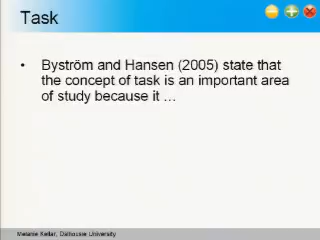 Task
• Byström and Hansen (2005) state that
the concept of task is an important area
of study because it ...
Melanie Kellar, Dalhousie University